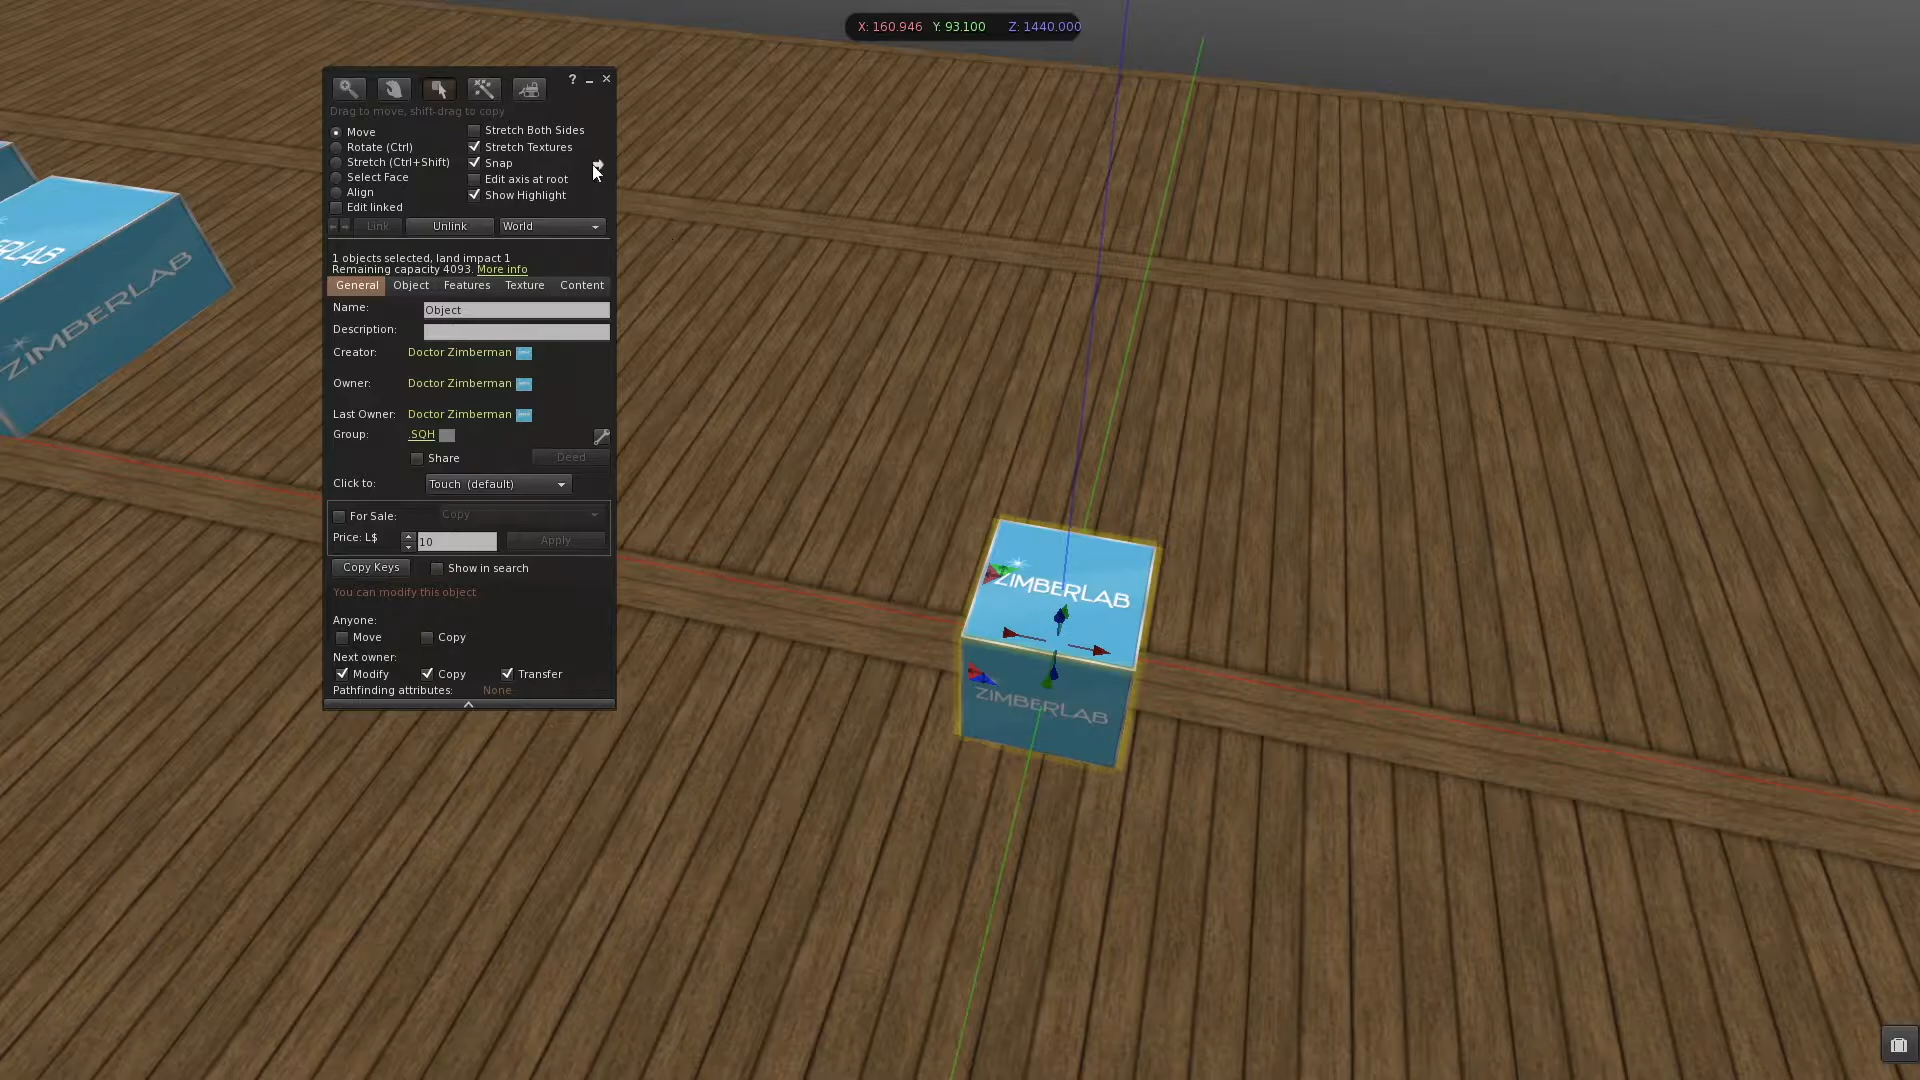 X: 160.946 Y: 93.100 Z: 1440.000
?
Drag to move, shift-drag to copy
Move
Rotate (Ctrl)
Stretch (Ctrl+Shift)
Select Face
Align
Edit linked
Stretch Both Sides
Stretch Textures
Snap
Edit axis at root
Show Highlight
Link Unlink World
1 objects selected, land impact 1
Remaining capacity 4093. More info
General Object Features Texture Content
Name: Object
Description:
Creator: Doctor Zimberman
Owner: Doctor Zimberman
Last Owner: Doctor Zimberman
Group: .SQH
Share Deed
Click to: Touch (default)
For Sale: Copy
Price: L$ 10 Apply
Copy Keys Show in search
You can modify this object
Anyone:
Move Copy
Next owner:
Modify Copy Transfer
Pathfinding attributes: None
ZIMBERLAB
ZIMBERLAB
ZIMBERLAB